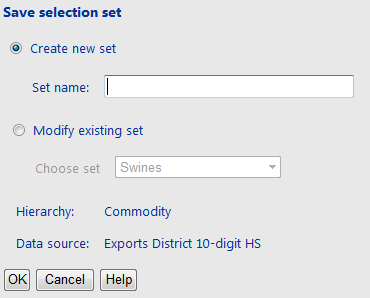 Save selection set
Create new set
Set name:
Modify existing set
Choose set Swines
Hierarchy: Commodity
Data source: Exports District 10-digit HS
OK Cancel Help